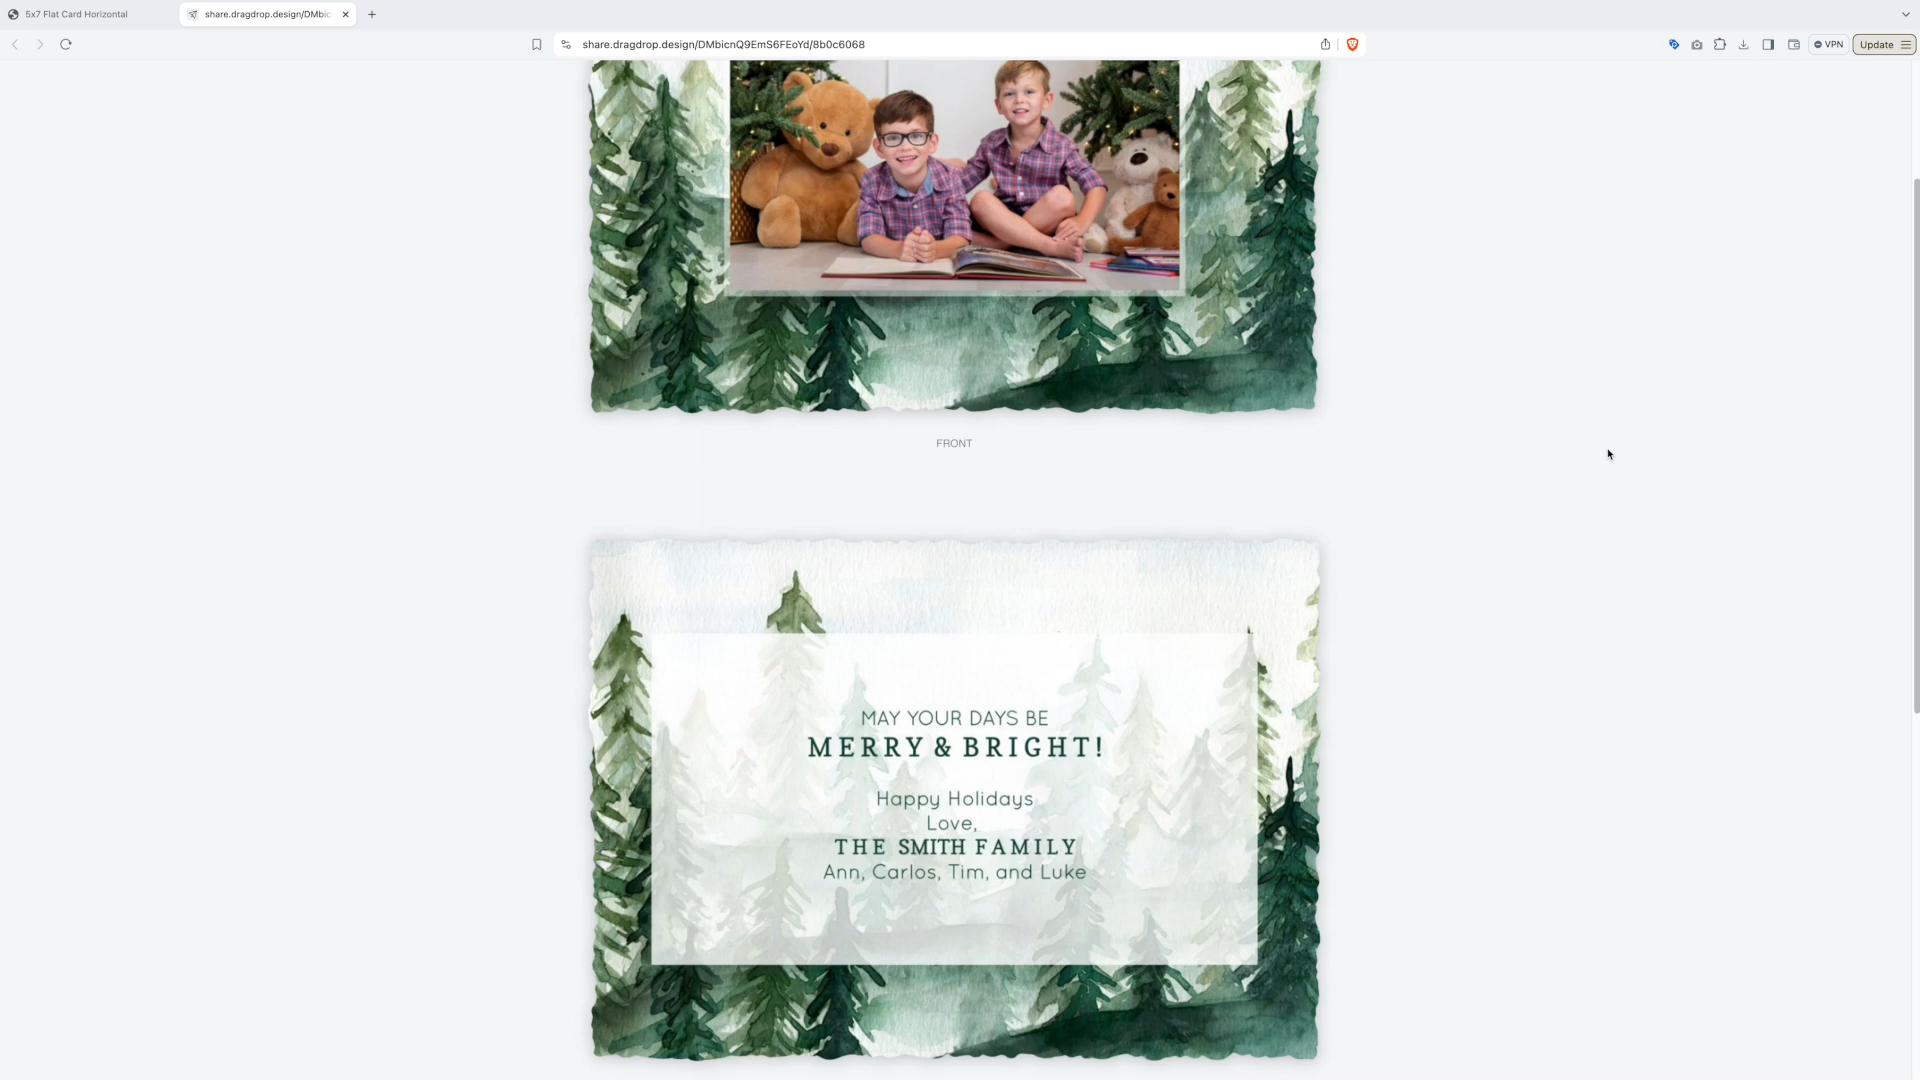 5x7 Flat Card Horizontal
share.dragdrop.design/DMbic
share.dragdrop.design/DMbicnQ9EmS6FEoYd/8b0c6068
VPN
Update
FRONT
MAY YOUR DAYS BE
MERRY & BRIGHT!
Happy Holidays
Love,
THE SMITH FAMILY
Ann, Carlos, Tim, and Luke